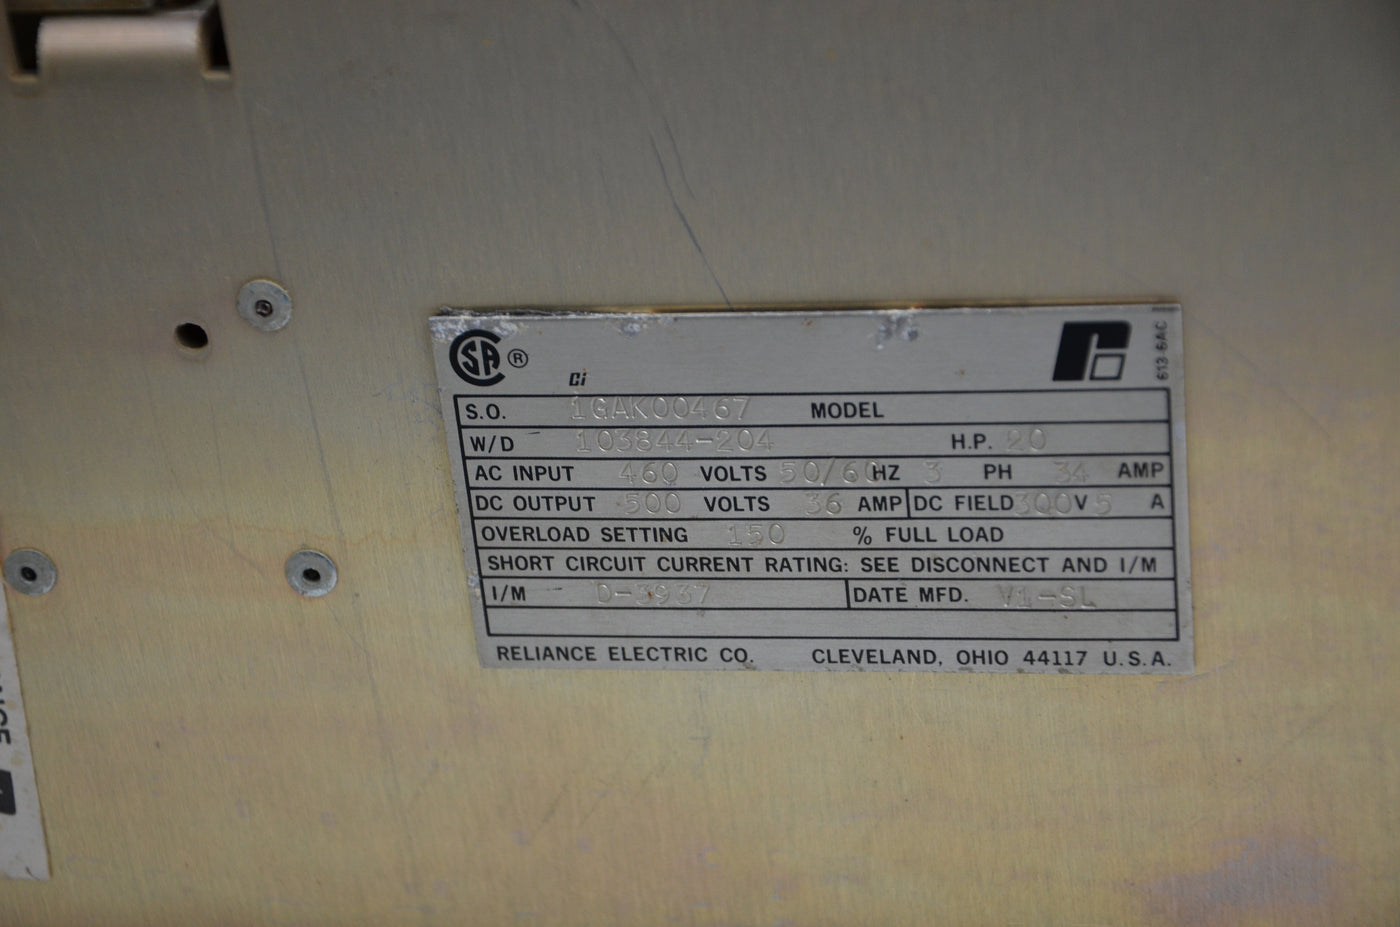 SA ®
Ci
613-6AC
S.O. 1GAK00467 MODEL
W/D 103844-204 H.P. 20
AC INPUT 460 VOLTS 50/60 HZ 3 PH 34 AMP
DC OUTPUT 500 VOLTS 36 AMP DC FIELD 300 V 5 A
OVERLOAD SETTING 150 % FULL LOAD
SHORT CIRCUIT CURRENT RATING: SEE DISCONNECT AND I/M
I/M D-3937 DATE MFD. V1-SL
RELIANCE ELECTRIC CO. CLEVELAND, OHIO 44117 U.S.A.